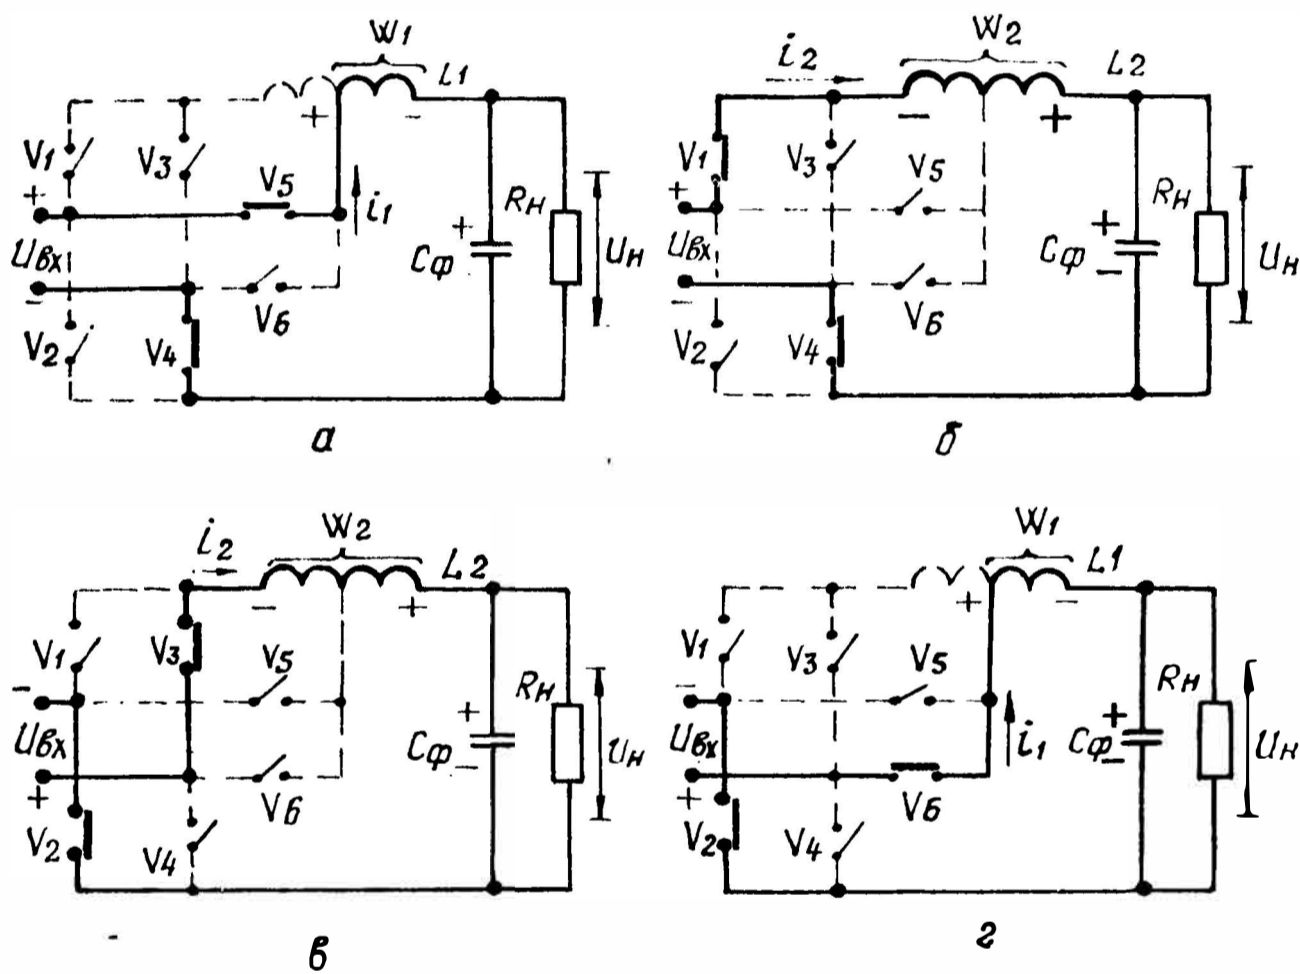 W1
L1
+ -
V1 V3 V5
+
i1
Rн
Uвх
+
Cф
Uн
-
V6
V2 V4
а
W2
i2
L2
- +
V1 V3 V5
+
Rн
Uвх
+
Cф
-
Uн
-
V6
V2 V4
б
W2
i2
L2
- +
V1 V3 V5
-
Rн
Uвх
+
Cф
-
Uн
+
V6
V2 V4
в
W1
L1
+ -
V1 V3 V5
-
Rн
Uвх
i1
+
Cф
-
Uн
+
V6
V2 V4
г